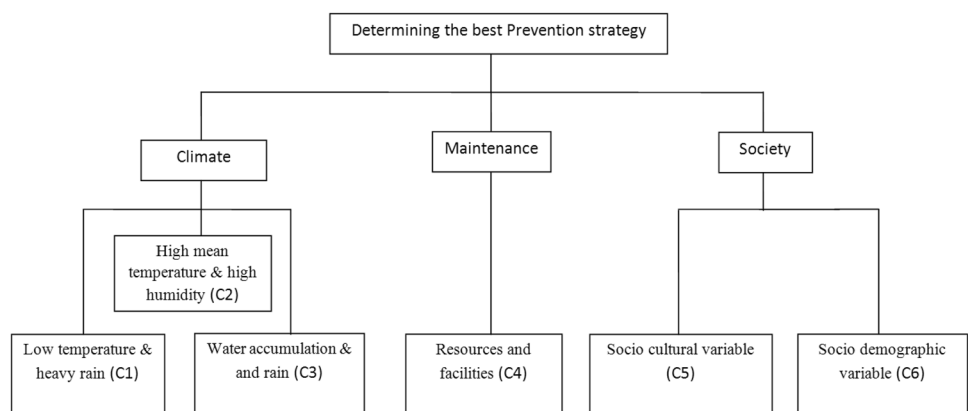 Determining the best Prevention strategy
Climate
Maintenance
Society
High mean
temperature & high
humidity (C2)
Low temperature &
heavy rain (C1)
Water accumulation &
and rain (C3)
Resources and
facilities (C4)
Socio cultural variable
(C5)
Socio demographic
variable (C6)